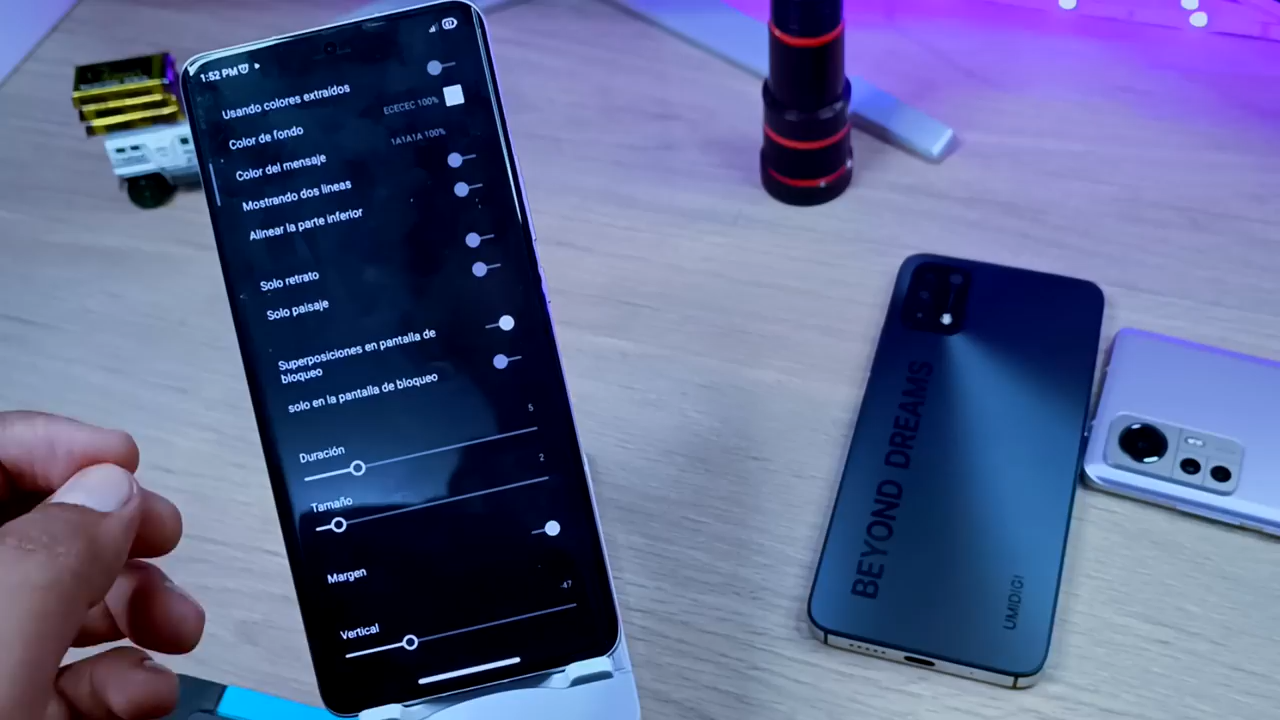 1:52 PM
Usando colores extraídos
Color de fondo
ECECEC 100%
Color del mensaje
1A1A1A 100%
Mostrando dos lineas
Alinear la parte inferior
Solo retrato
Solo paisaje
Superposiciones en pantalla de
bloqueo
solo en la pantalla de bloqueo
Duración
5
Tamaño
2
Margen
Vertical
-47
BEYOND DREAMS
UMIDIGI